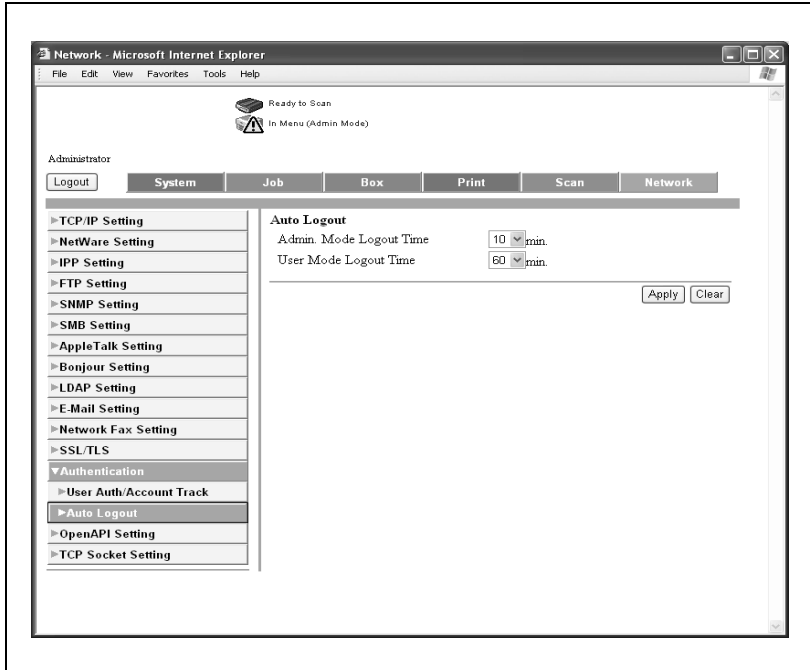 Network - Microsoft Internet Explorer
File Edit View Favorites Tools Help
Ready to Scan
In Menu (Admin Mode)
Administrator
Logout System Job Box Print Scan Network
TCP/IP Setting
NetWare Setting
IPP Setting
FTP Setting
SNMP Setting
SMB Setting
AppleTalk Setting
Bonjour Setting
LDAP Setting
E-Mail Setting
Network Fax Setting
SSL/TLS
Authentication
User Auth/Account Track
Auto Logout
OpenAPI Setting
TCP Socket Setting
Auto Logout
Admin. Mode Logout Time 10 min.
User Mode Logout Time 60 min.
Apply Clear